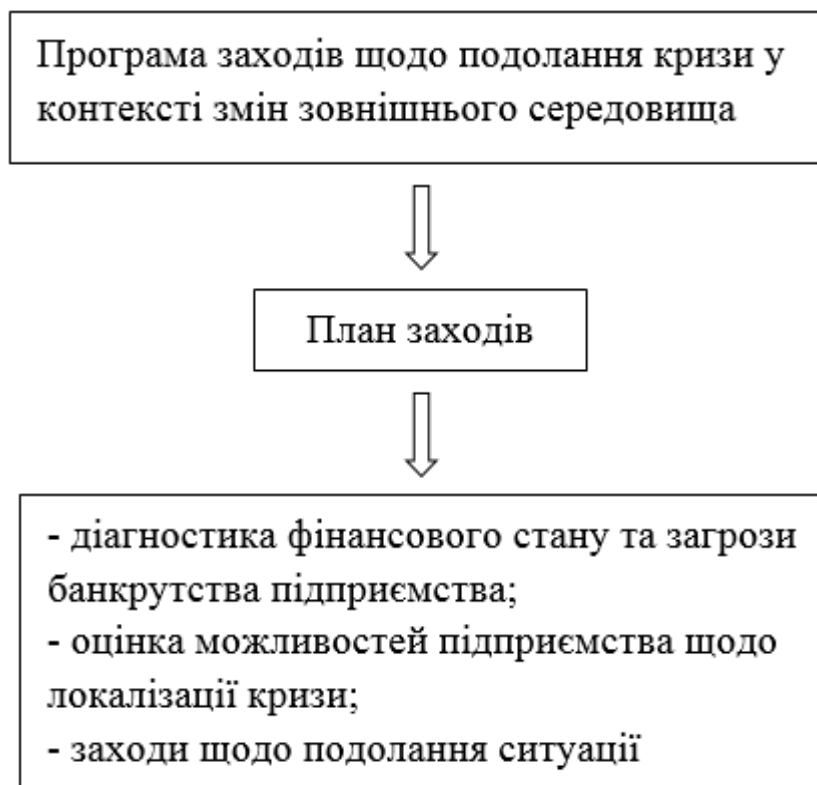 Програма заходів щодо подолання кризи у
контексті змін зовнішнього середовища
План заходів
- діагностика фінансового стану та загрози
банкрутства підприємства;
- оцінка можливостей підприємства щодо
локалізації кризи;
- заходи щодо подолання ситуації